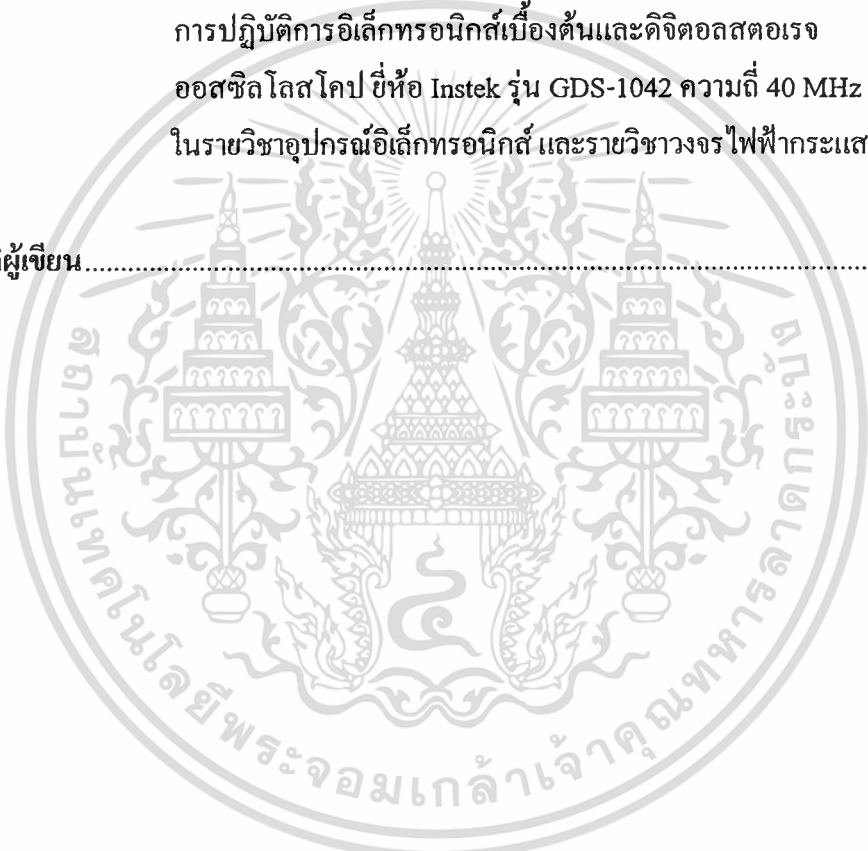 การปฏิบัติการอิเล็กทรอนิกส์เบื้องต้นและดิจิตอลสตอเรจ
ออสซิลโลสโคป ยี่ห้อ Instek รุ่น GDS-1042 ความถี่ 40 MHz
ในรายวิชาอุปกรณ์อิเล็กทรอนิกส์ และรายวิชาวงจรไฟฟ้ากระแส
ผู้เขียน
สถาบันเทคโนโลยีพระจอมเกล้าเจ้าคุณทหารลาดกระบัง